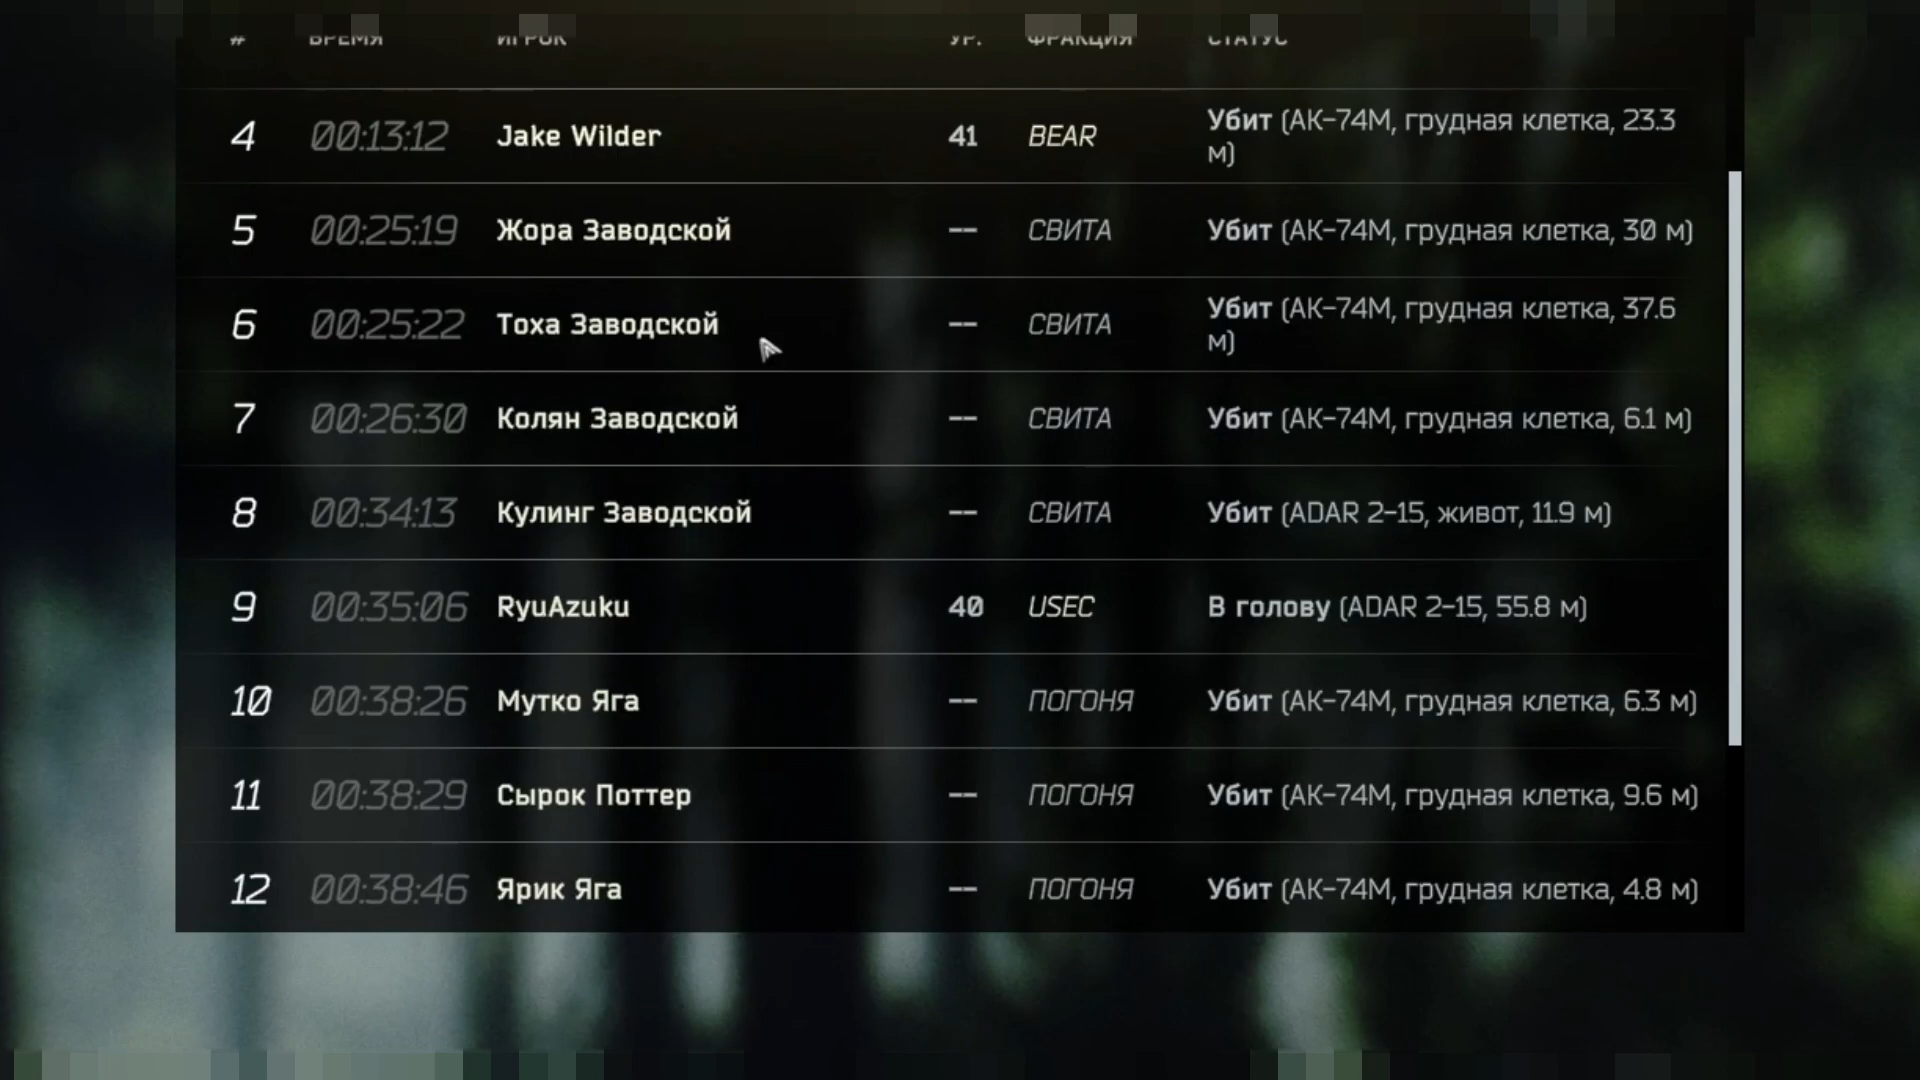 # ВРЕМЯ ИГРОК УР. ФРАКЦИЯ СТАТУС
4 00:13:12 Jake Wilder 41 BEAR Убит (АК-74М, грудная клетка, 23.3
м)
5 00:25:19 Жора Заводской -- СВИТА Убит (АК-74М, грудная клетка, 30 м)
6 00:25:22 Тоха Заводской -- СВИТА Убит (АК-74М, грудная клетка, 37.6
м)
7 00:26:30 Колян Заводской -- СВИТА Убит (АК-74М, грудная клетка, 6.1 м)
8 00:34:13 Кулинг Заводской -- СВИТА Убит (ADAR 2-15, живот, 11.9 м)
9 00:35:06 RyuAzuku 40 USEC В голову (ADAR 2-15, 55.8 м)
10 00:38:26 Мутко Яга -- ПОГОНЯ Убит (АК-74М, грудная клетка, 6.3 м)
11 00:38:29 Сырок Поттер -- ПОГОНЯ Убит (АК-74М, грудная клетка, 9.6 м)
12 00:38:46 Ярик Яга -- ПОГОНЯ Убит (АК-74М, грудная клетка, 4.8 м)